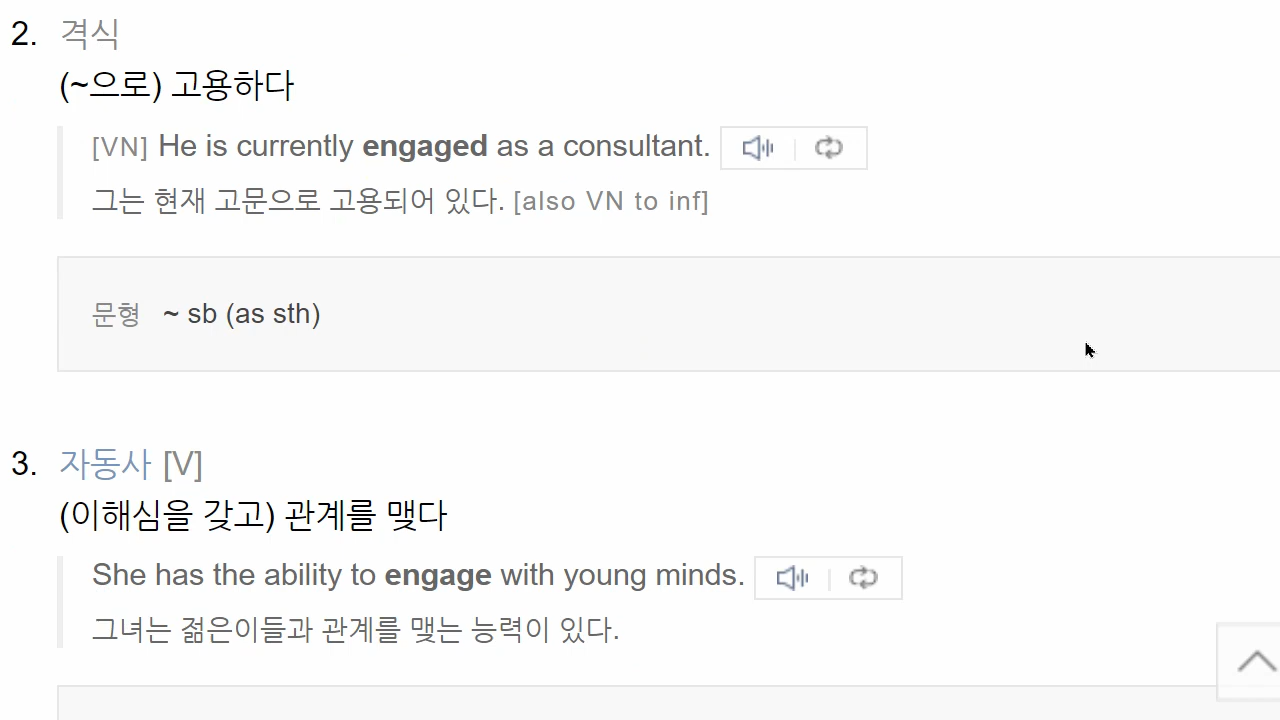 2. 격식
(~으로) 고용하다
[VN] He is currently engaged as a consultant.
그는 현재 고문으로 고용되어 있다. [also VN to inf]
문형 ~ sb (as sth)
3. 자동사 [V]
(이해심을 갖고) 관계를 맺다
She has the ability to engage with young minds.
그녀는 젊은이들과 관계를 맺는 능력이 있다.